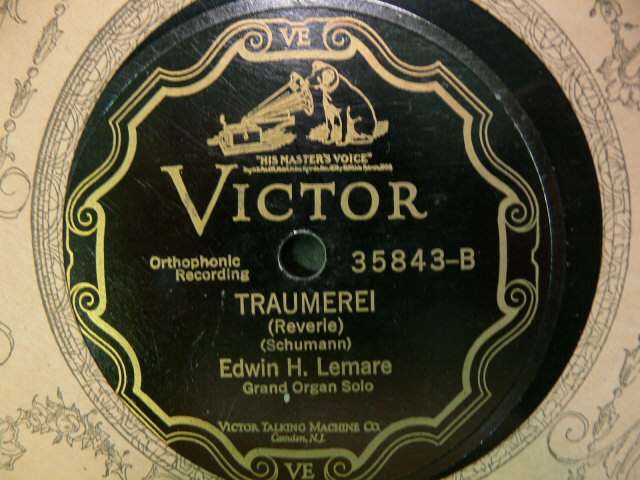 VE
"HIS MASTER'S VOICE"
VICTOR
Orthophonic
Recording
35843-B
TRAUMEREI
(Reverie)
(Schumann)
Edwin H. Lemare
Grand Organ Solo
VICTOR TALKING MACHINE CO.
Camden, N.J.
VE